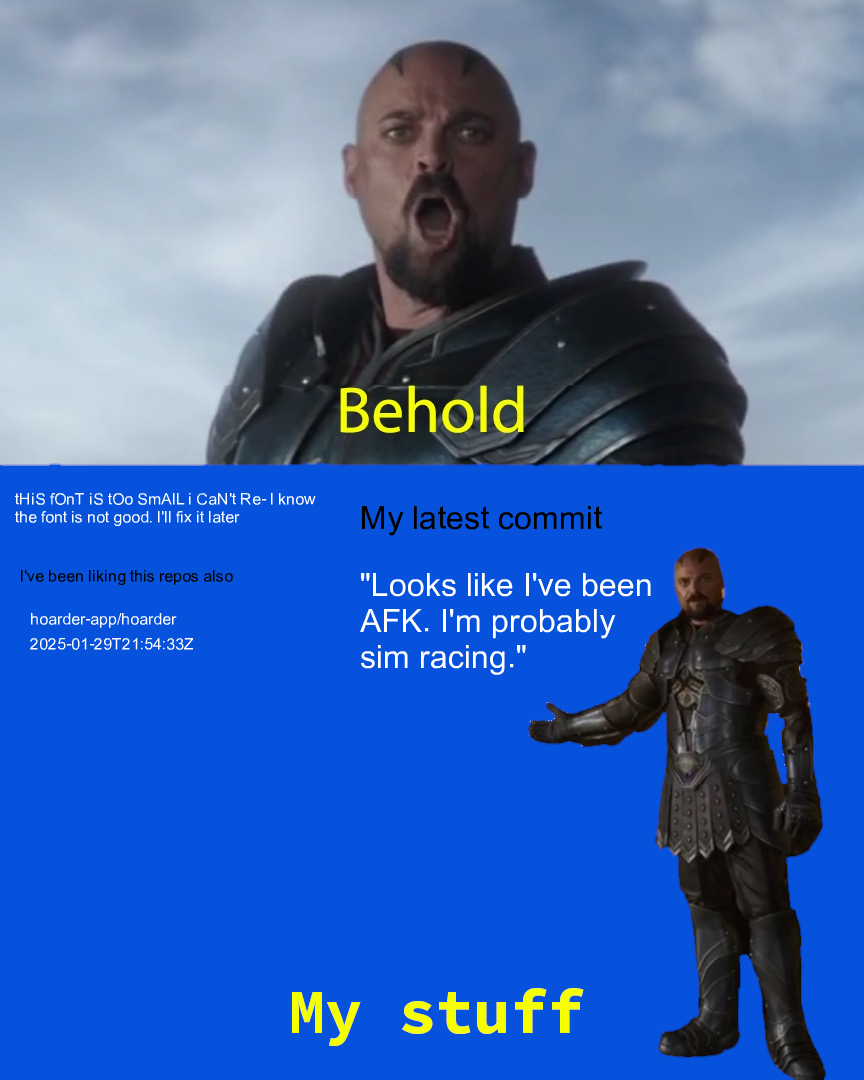 Behold
tHiS fOnT iS tOo SmAlL i CaN't Re- I know
the font is not good. I'll fix it later
I've been liking this repos also
hoarder-app/hoarder
2025-01-29T21:54:33Z
My latest commit
"Looks like I've been
AFK. I'm probably
sim racing."
My stuff